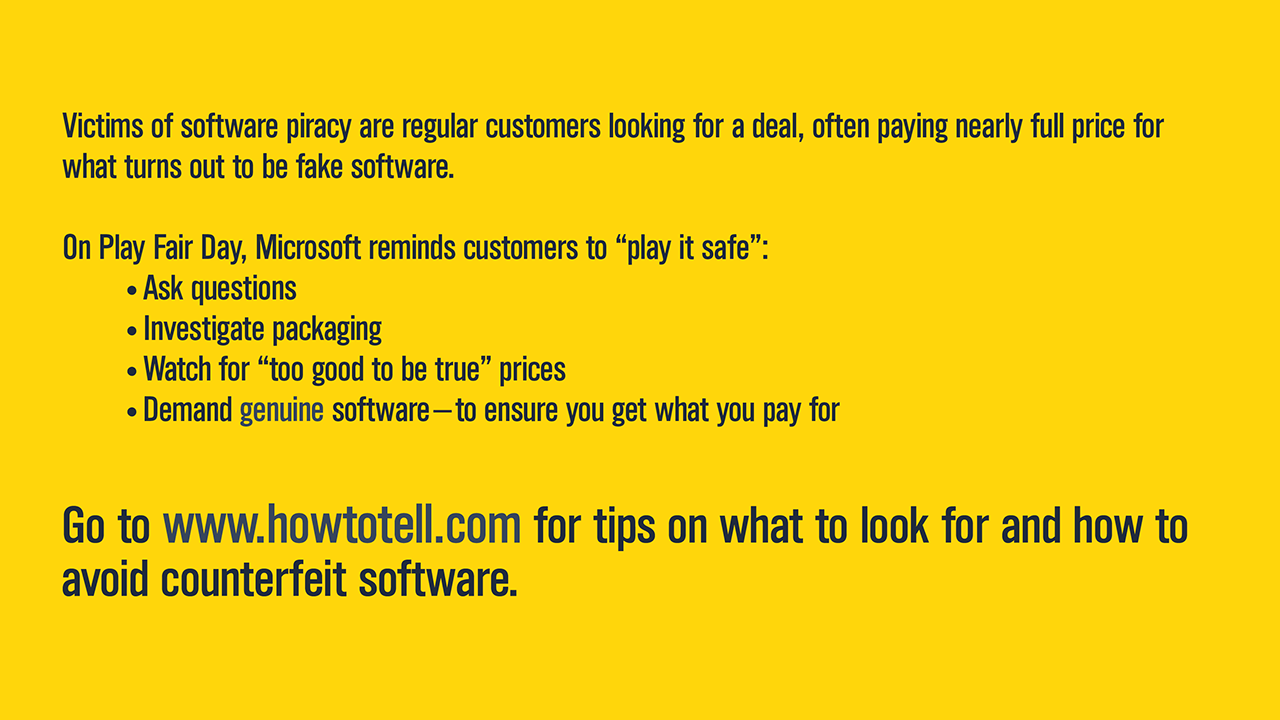 Victims of software piracy are regular customers looking for a deal, often paying nearly full price for
what turns out to be fake software.
On Play Fair Day, Microsoft reminds customers to “play it safe”:
• Ask questions
• Investigate packaging
• Watch for “too good to be true” prices
• Demand genuine software—to ensure you get what you pay for
Go to www.howtotell.com for tips on what to look for and how to
avoid counterfeit software.